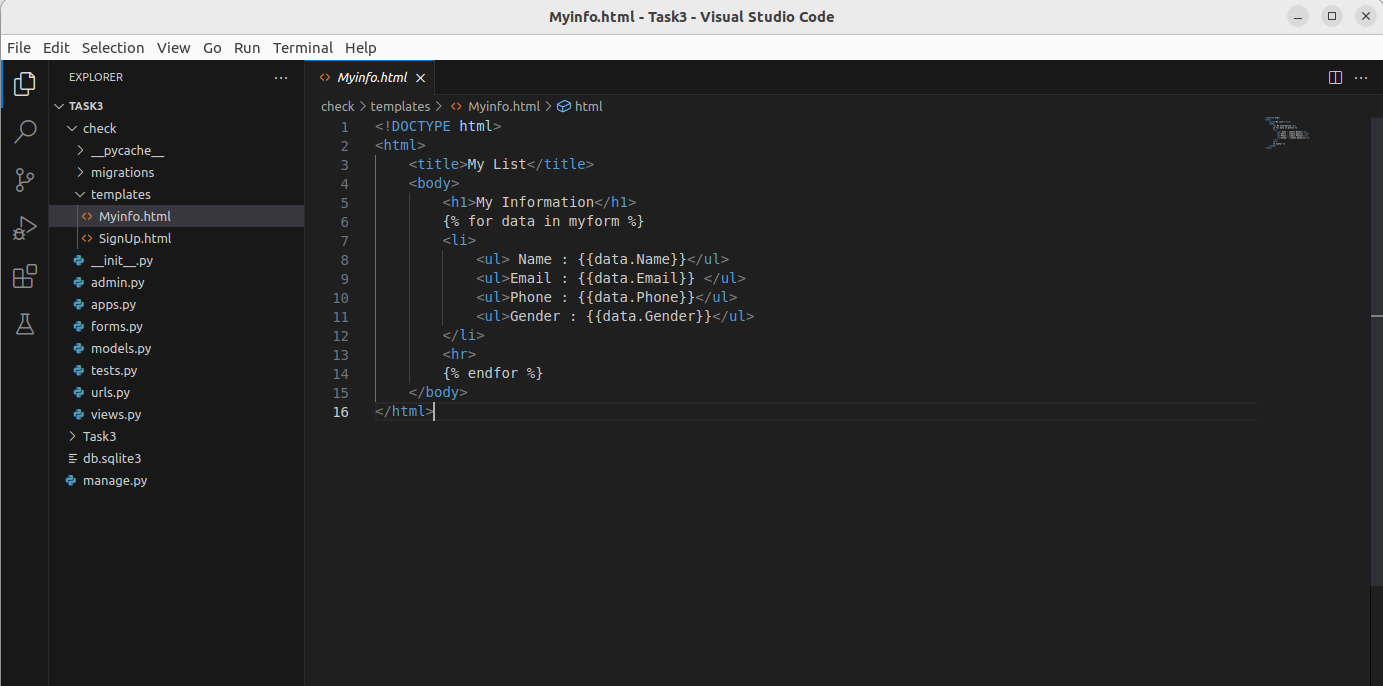 Myinfo.html - Task3 - Visual Studio Code
File Edit Selection View Go Run Terminal Help
EXPLORER
TASK3
check
__pycache__
migrations
templates
Myinfo.html
SignUp.html
__init__.py
admin.py
apps.py
forms.py
models.py
tests.py
urls.py
views.py
Task3
db.sqlite3
manage.py
Myinfo.html
check > templates > Myinfo.html > html
1 <!DOCTYPE html>
2 <html>
3     <title>My List</title>
4     <body>
5         <h1>My Information</h1>
6         {% for data in myform %}
7         <li>
8             <ul> Name : {{data.Name}}</ul>
9             <ul>Email : {{data.Email}} </ul>
10             <ul>Phone : {{data.Phone}}</ul>
11             <ul>Gender : {{data.Gender}}</ul>
12         </li>
13         <hr>
14         {% endfor %}
15     </body>
16 </html>